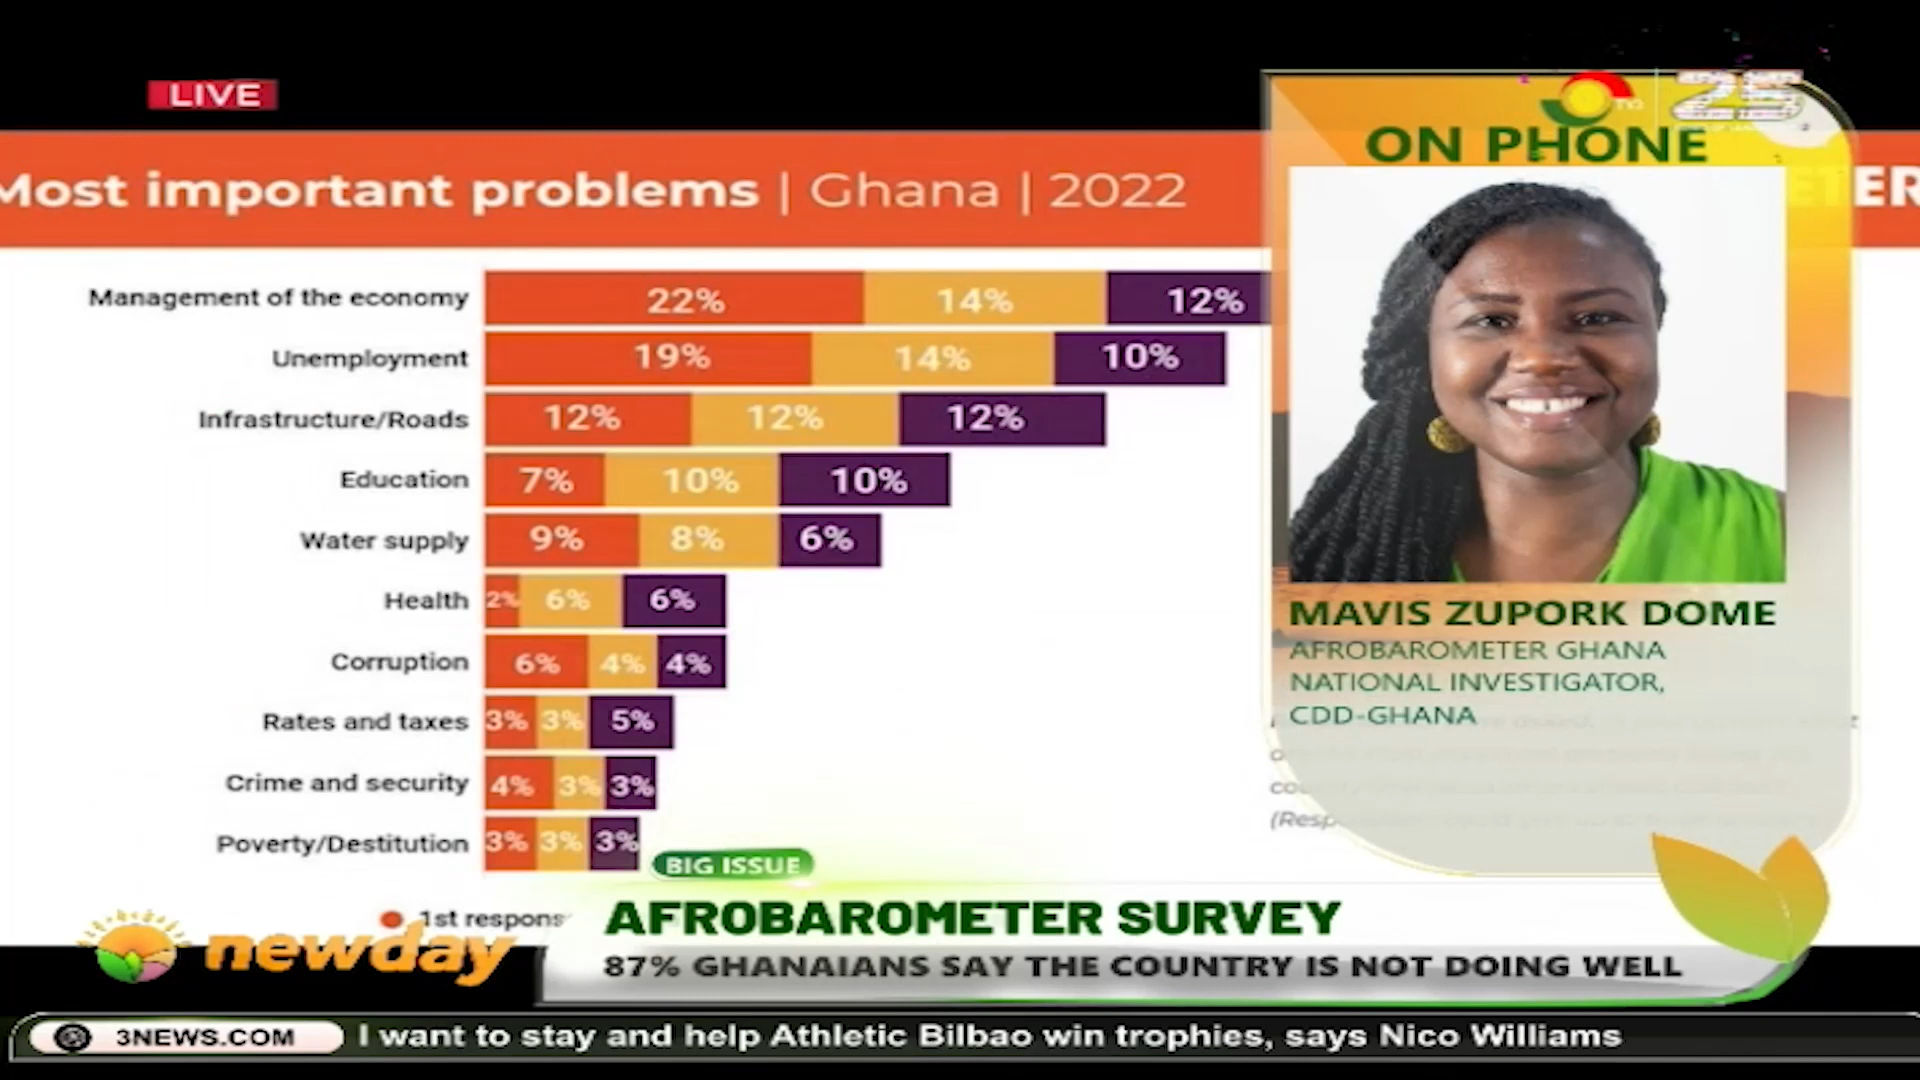 LIVE
Most important problems | Ghana | 2022
ON PHONE
25
ETER
Management of the economy 22% 14% 12%
Unemployment 19% 14% 10%
Infrastructure/Roads 12% 12% 12%
Education 7% 10% 10%
Water supply 9% 8% 6%
Health 2% 6% 6%
Corruption 6% 4% 4%
Rates and taxes 3% 3% 5%
Crime and security 4% 3% 3%
Poverty/Destitution 3% 3% 3%
1st respons
MAVIS ZUPORK DOME
AFROBAROMETER GHANA
NATIONAL INVESTIGATOR,
CDD-GHANA
(Resp
BIG ISSUE
AFROBAROMETER SURVEY
87% GHANAIANS SAY THE COUNTRY IS NOT DOING WELL
newday
3NEWS.COM
I want to stay and help Athletic Bilbao win trophies, says Nico Williams